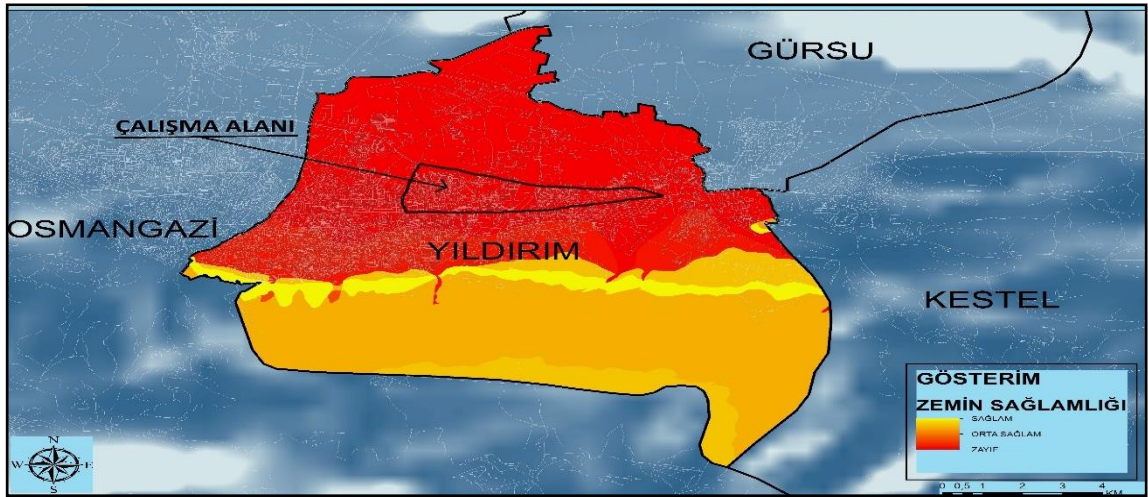 GÜRSU
ÇALIŞMA ALANI
OSMANGAZİ
YILDIRIM
KESTEL
GÖSTERİM
ZEMİN SAĞLAMLIĞI
SAĞLAM
ORTA SAĞLAM
ZAYIF
N
W E
S
0 0,5 1 2 3 4
KM